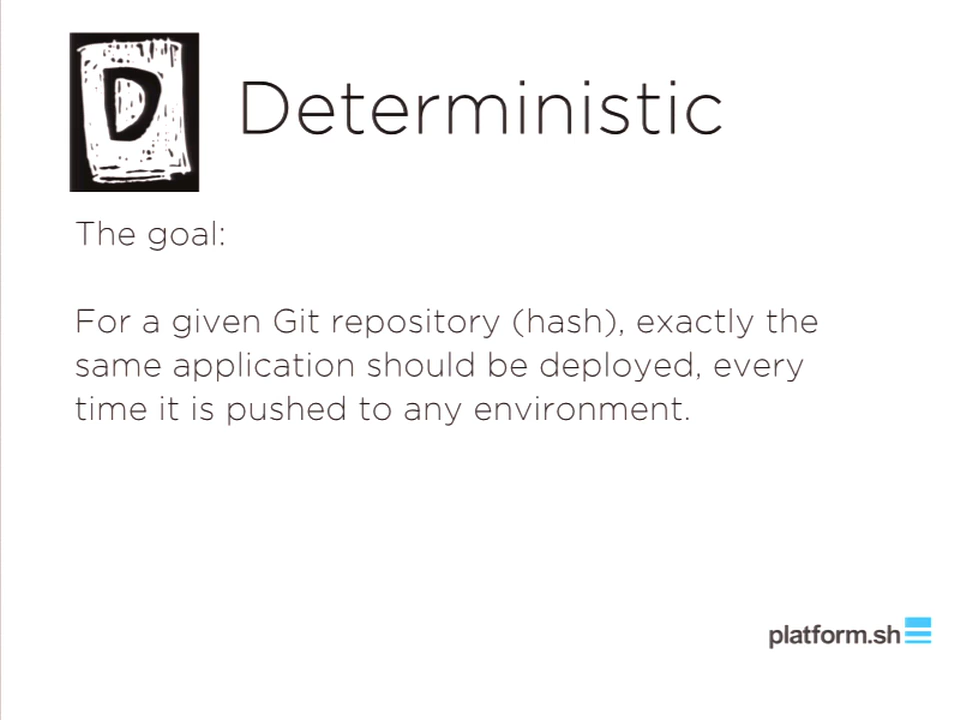 D
Deterministic
The goal:
For a given Git repository (hash), exactly the
same application should be deployed, every
time it is pushed to any environment.
platform.sh